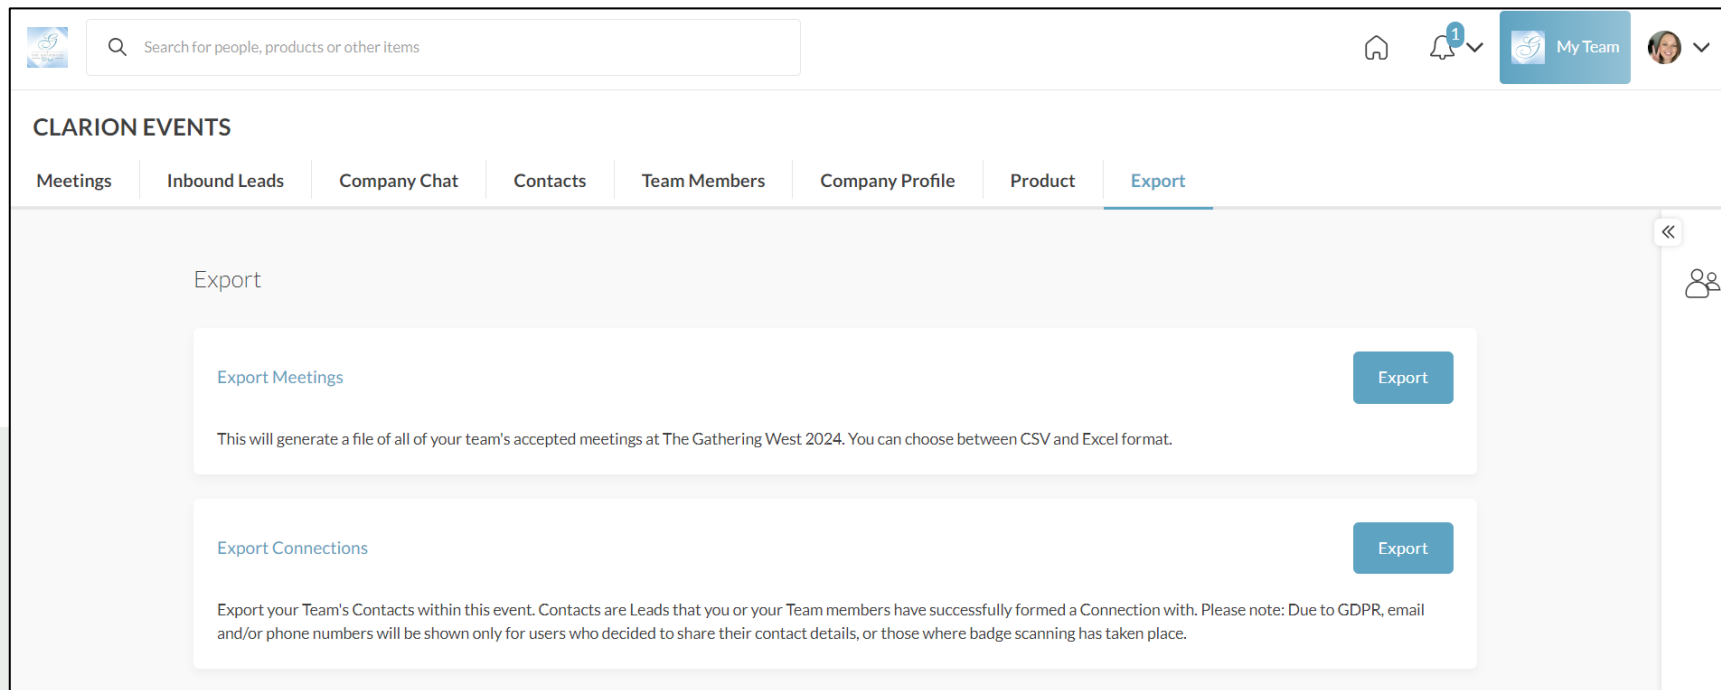 Search for people, products or other items
1
My Team
CLARION EVENTS
Meetings
Inbound Leads
Company Chat
Contacts
Team Members
Company Profile
Product
Export
Export
Export Meetings
Export
This will generate a file of all of your team's accepted meetings at The Gathering West 2024. You can choose between CSV and Excel format.
Export Connections
Export
Export your Team's Contacts within this event. Contacts are Leads that you or your Team members have successfully formed a Connection with. Please note: Due to GDPR, email
and/or phone numbers will be shown only for users who decided to share their contact details, or those where badge scanning has taken place.